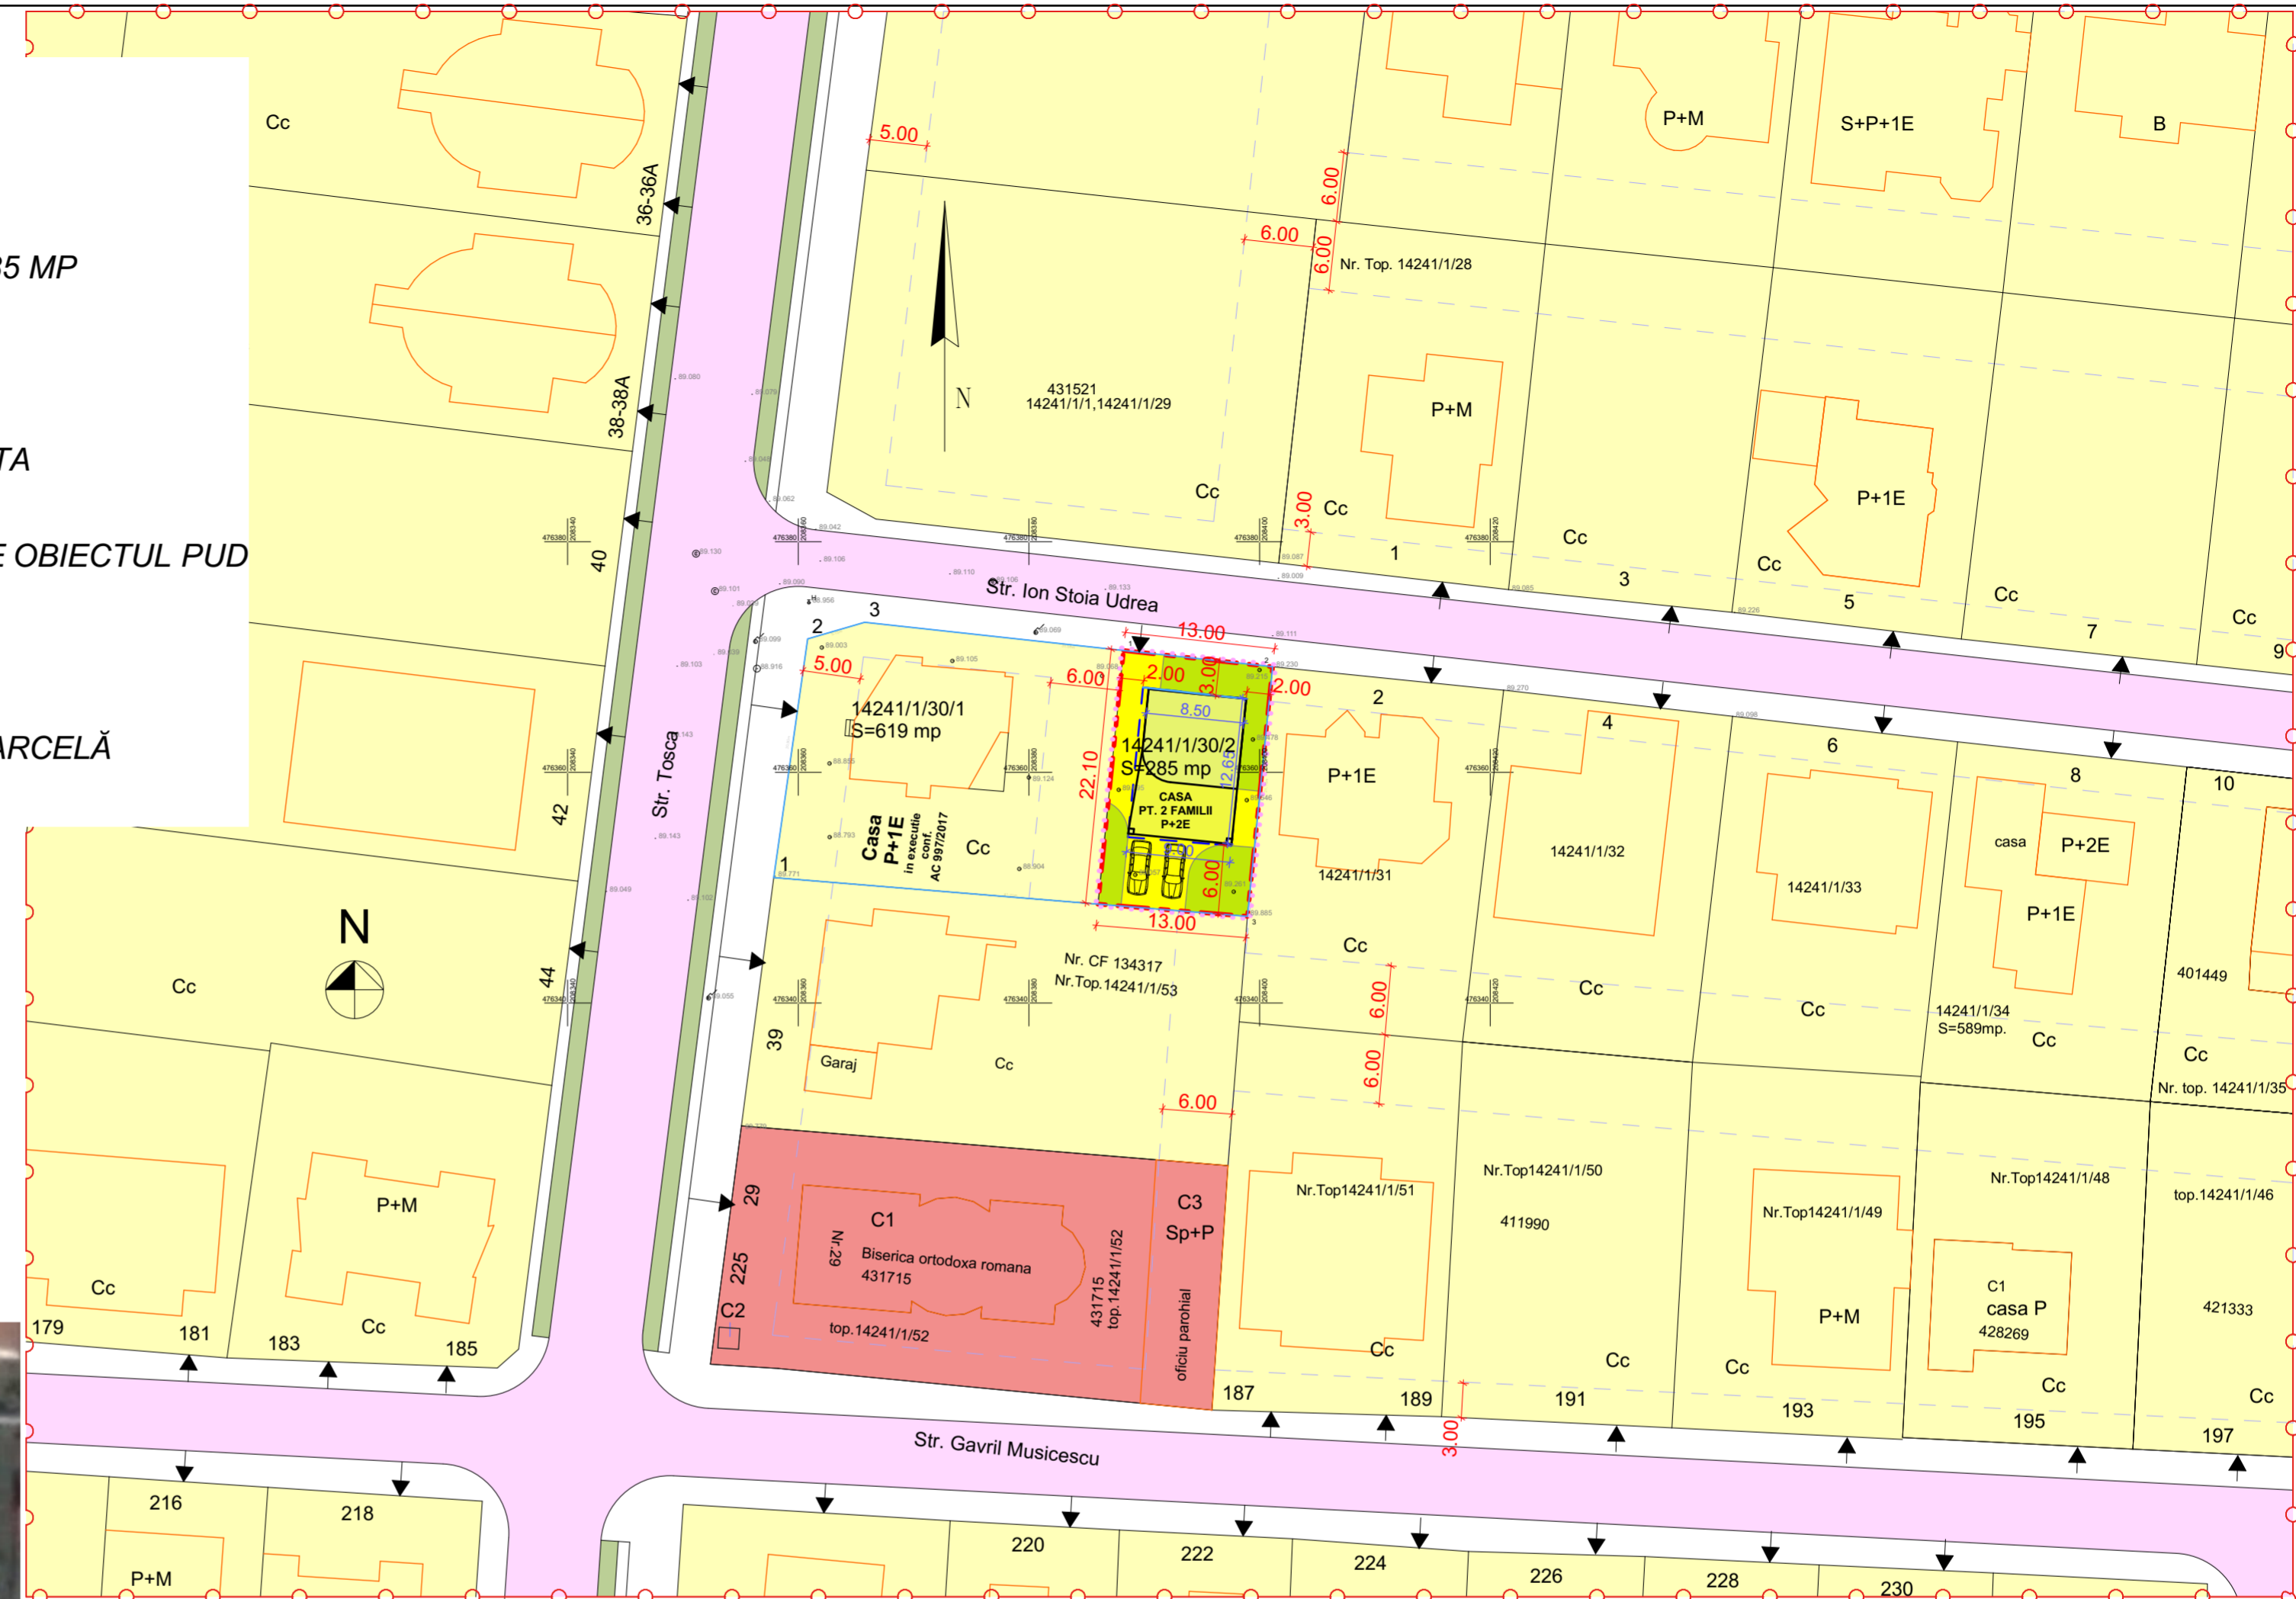 35 MP
TA
E OBIECTUL PUD
ARCELĂ
Cc
36-36A
38-38A
40
42
44
Cc
N
P+M
Cc
Cc
179
181
183
185
Str. Tosca
5.00
6.00
6.00
6.00
Nr. Top. 14241/1/28
P+M
S+P+1E
B
N
431521
14241/1/1,14241/1/29
Cc
3.00
Cc
P+M
1
Cc
3
P+1E
Cc
5
Cc
7
Cc
9
Str. Ion Stoia Udrea
2
3
1
5.00
14241/1/30/1
S=619 mp
Casa
P+1E
in executie
conf.
AC 997/2017
Cc
6.00
13.00
2.00
3.00
2.00
8.50
22.10
14241/1/30/2
S=285 mp
12.65
CASA
PT. 2 FAMILII
P+2E
9.00
6.00
13.00
2
P+1E
14241/1/31
Cc
4
14241/1/32
Cc
6
14241/1/33
Cc
8
casa
P+2E
P+1E
14241/1/34
S=589mp.
Cc
10
401449
Cc
Nr. top. 14241/1/35
Nr. CF 134317
Nr.Top.14241/1/53
39
Garaj
Cc
6.00
6.00
6.00
29
225
C2
C1
Nr.29
Biserica ortodoxa romana
431715
top.14241/1/52
431715
top.14241/1/52
C3
Sp+P
oficiu parohial
Nr.Top14241/1/51
Cc
187
189
Nr.Top14241/1/50
411990
Cc
191
Nr.Top14241/1/49
P+M
Cc
193
Nr.Top14241/1/48
C1
casa P
428269
Cc
195
top.14241/1/46
421333
Cc
197
3.00
Str. Gavril Musicescu
216
218
P+M
220
222
224
226
228
230